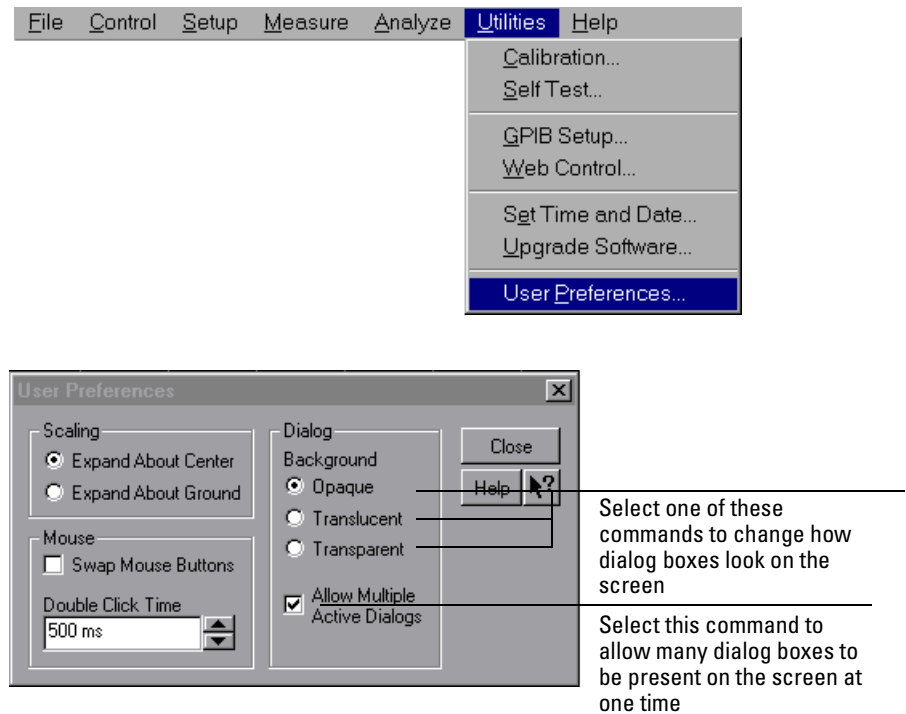 File Control Setup Measure Analyze Utilities Help
Calibration...
Self Test...
GPIB Setup...
Web Control...
Set Time and Date...
Upgrade Software...
User Preferences...
User Preferences
Scaling
Expand About Center
Expand About Ground
Mouse
Swap Mouse Buttons
Double Click Time
500 ms
Dialog
Background
Opaque
Translucent
Transparent
Allow Multiple
Active Dialogs
Close
Help
Select one of these
commands to change how
dialog boxes look on the
screen
Select this command to
allow many dialog boxes to
be present on the screen at
one time